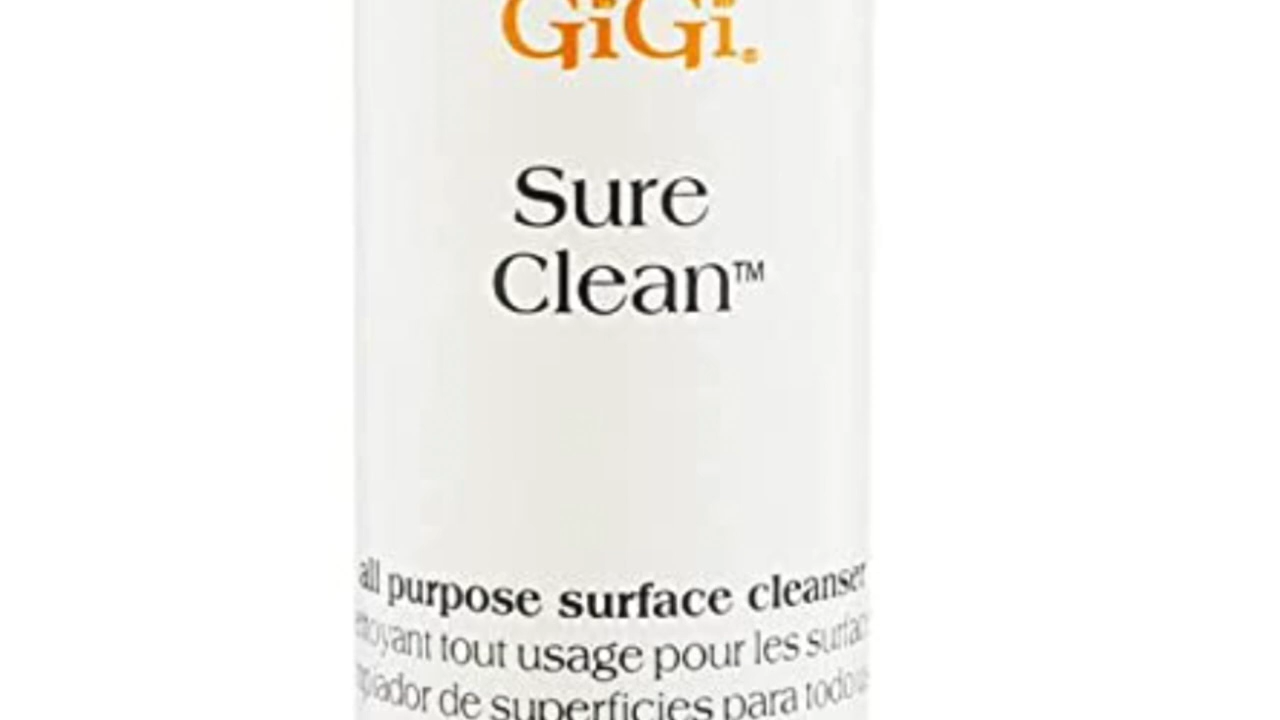 GiGi®
Sure
Clean™
all purpose surface cleanser
tout usage pour les
de superficies para